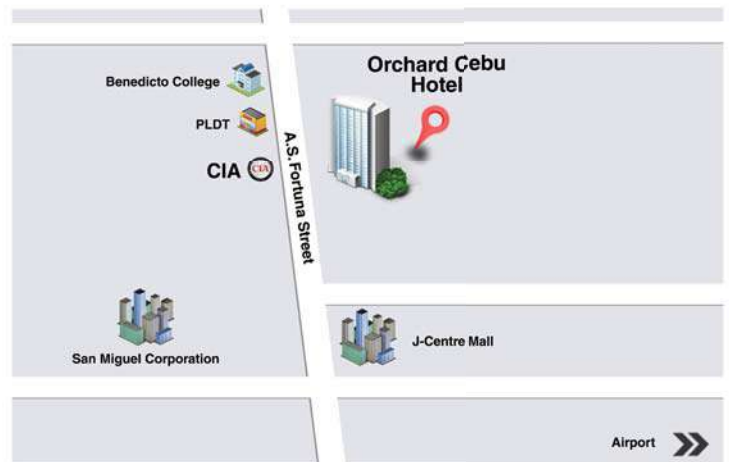 Orchard Cebu
Hotel
Benedicto College
PLDT
CIA
CIA
A.S. Fortuna Street
San Miguel Corporation
J-Centre Mall
Airport